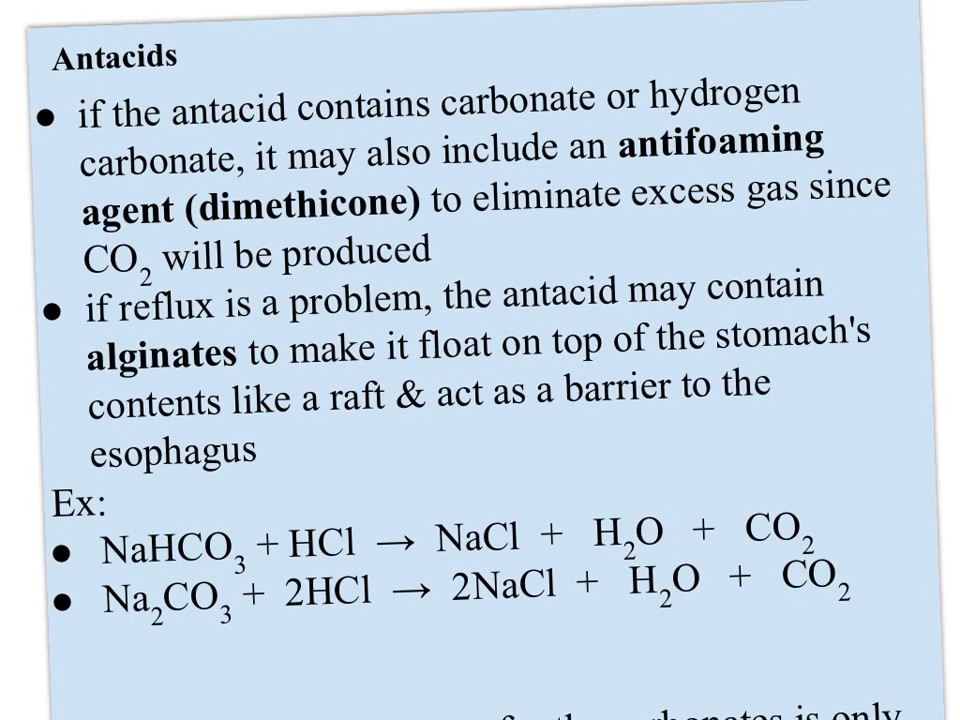 Antacids
● if the antacid contains carbonate or hydrogen
carbonate, it may also include an antifoaming
agent (dimethicone) to eliminate excess gas since
CO₂ will be produced
● if reflux is a problem, the antacid may contain
alginates to make it float on top of the stomach's
contents like a raft & act as a barrier to the
esophagus
Ex:
● NaHCO₃ + HCl → NaCl + H₂O + CO₂
● Na₂CO₃ + 2HCl → 2NaCl + H₂O + CO₂
is only